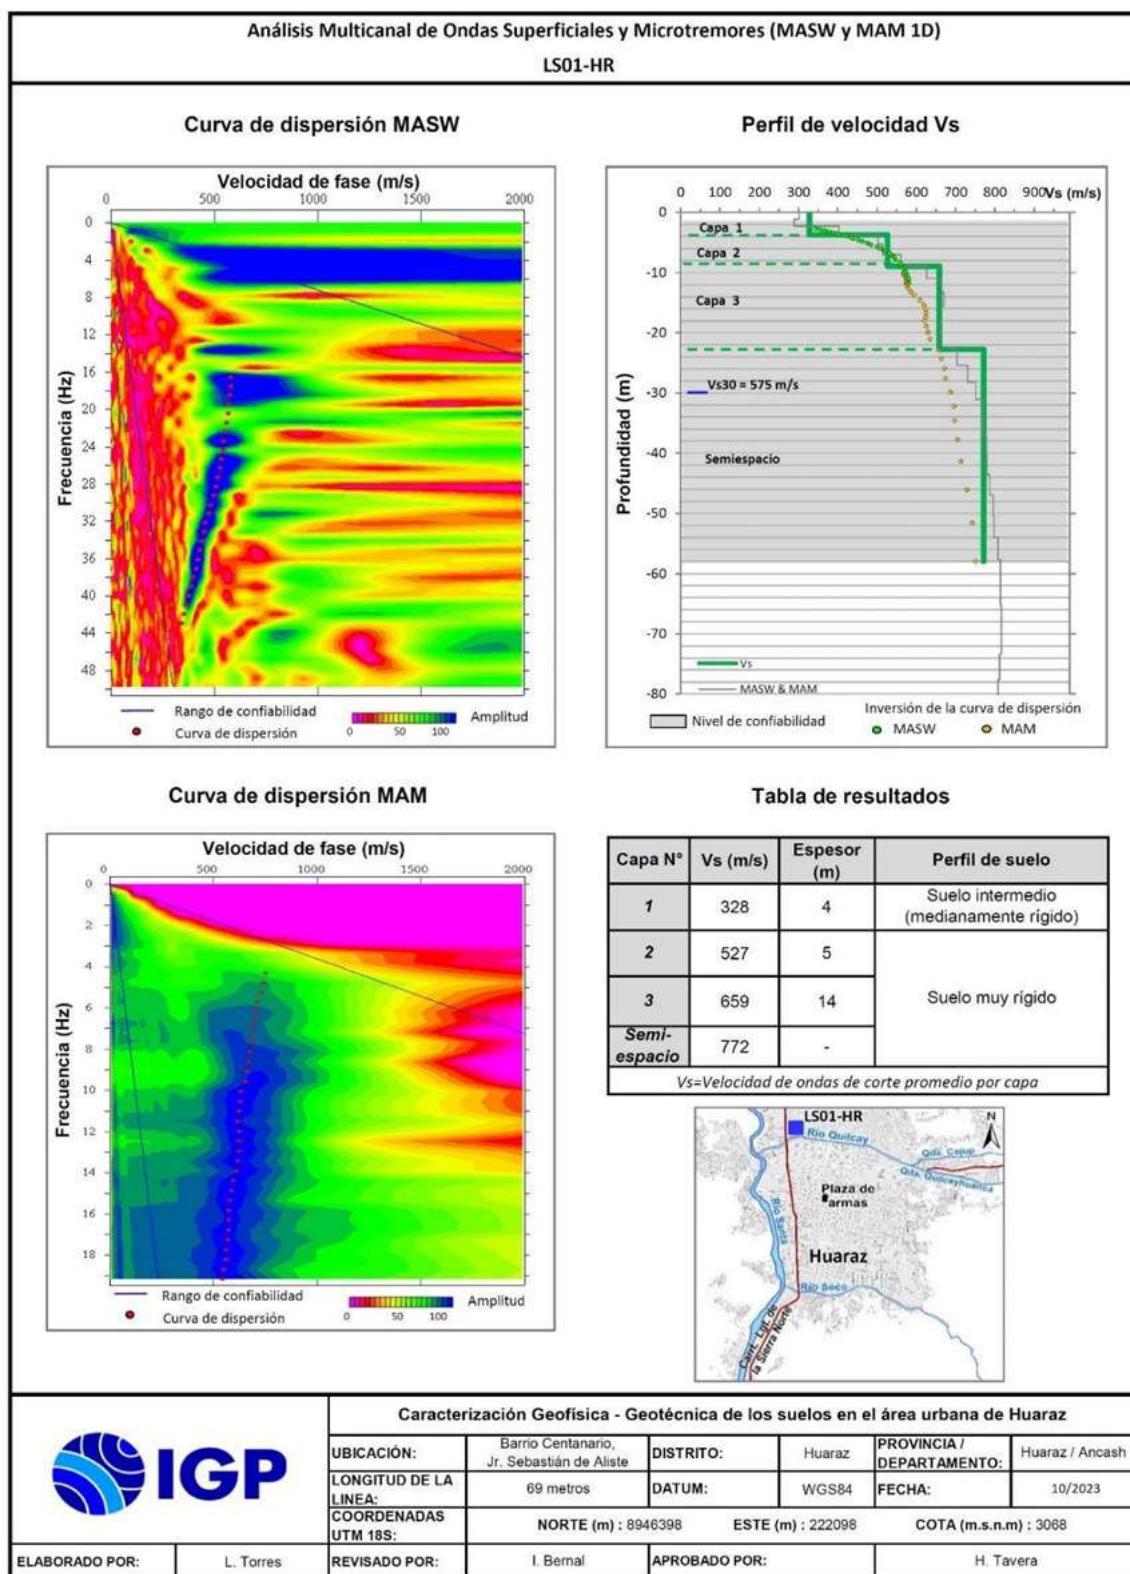 Análisis Multicanal de Ondas Superficiales y Microtremores (MASW y MAM 1D)
LS01-HR
Curva de dispersión MASW
Velocidad de fase (m/s)
0 500 1000 1500 2000
Frecuencia (Hz)
0
4
8
12
16
20
24
28
32
36
40
44
48
Rango de confiabilidad
Curva de dispersión
Amplitud
0 50 100
Perfil de velocidad Vs
0 100 200 300 400 500 600 700 800 900 Vs (m/s)
Profundidad (m)
0
-10
-20
-30
-40
-50
-60
-70
-80
Capa 1
Capa 2
Capa 3
Vs30 = 575 m/s
Semiespacio
Vs
MASW & MAM
Nivel de confiabilidad
Inversión de la curva de dispersión
MASW MAM
Curva de dispersión MAM
Velocidad de fase (m/s)
0 500 1000 1500 2000
Frecuencia (Hz)
0
2
4
6
8
10
12
14
16
18
Rango de confiabilidad
Curva de dispersión
Amplitud
0 50 100
Tabla de resultados
Capa N° Vs (m/s) Espesor (m) Perfil de suelo
1 328 4 Suelo intermedio (medianamente rígido)
2 527 5 Suelo muy rígido
3 659 14
Semi-espacio 772 -
Vs=Velocidad de ondas de corte promedio por capa
LS01-HR
N
Río Quilcay
Qda. Cojup
Qda. Quilcayhuanca
Plaza de armas
Río Santa
Huaraz
Río Seco
Carrt. Lgt. de la Sierra Norte
IGP
Caracterización Geofísica - Geotécnica de los suelos en el área urbana de Huaraz
UBICACIÓN: Barrio Centanario, Jr. Sebastián de Aliste DISTRITO: Huaraz PROVINCIA / DEPARTAMENTO: Huaraz / Ancash
LONGITUD DE LA LINEA: 69 metros DATUM: WGS84 FECHA: 10/2023
COORDENADAS UTM 18S: NORTE (m) : 8946398 ESTE (m) : 222098 COTA (m.s.n.m) : 3068
ELABORADO POR: L. Torres REVISADO POR: I. Bernal APROBADO POR: H. Tavera